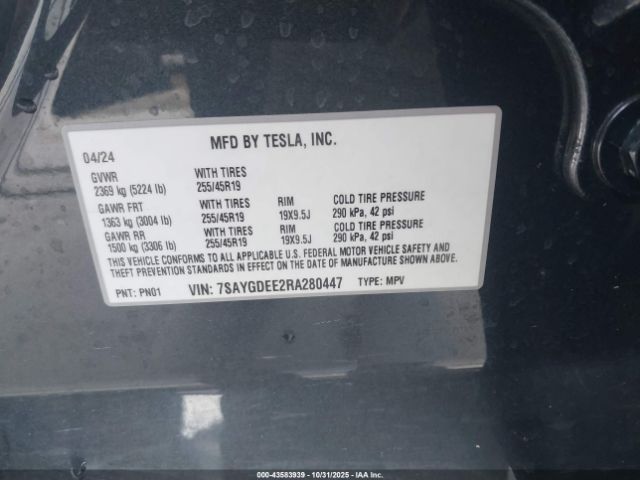 MFD BY TESLA, INC.
04/24
GVWR WITH TIRES
2369 kg (5224 lb) 255/45R19
GAWR FRT WITH TIRES RIM COLD TIRE PRESSURE
1363 kg (3004 lb) 255/45R19 19X9.5J 290 kPa, 42 psi
GAWR RR WITH TIRES RIM COLD TIRE PRESSURE
1500 kg (3306 lb) 255/45R19 19X9.5J 290 kPa, 42 psi
THIS VEHICLE CONFORMS TO ALL APPLICABLE U.S. FEDERAL MOTOR VEHICLE SAFETY AND
THEFT PREVENTION STANDARDS IN EFFECT ON THE DATE OF MANUFACTURE SHOWN ABOVE.
PNT: PN01 VIN: 7SAYGDEE2RA280447 TYPE: MPV
000-43583939 - 10/31/2025 - IAA Inc.